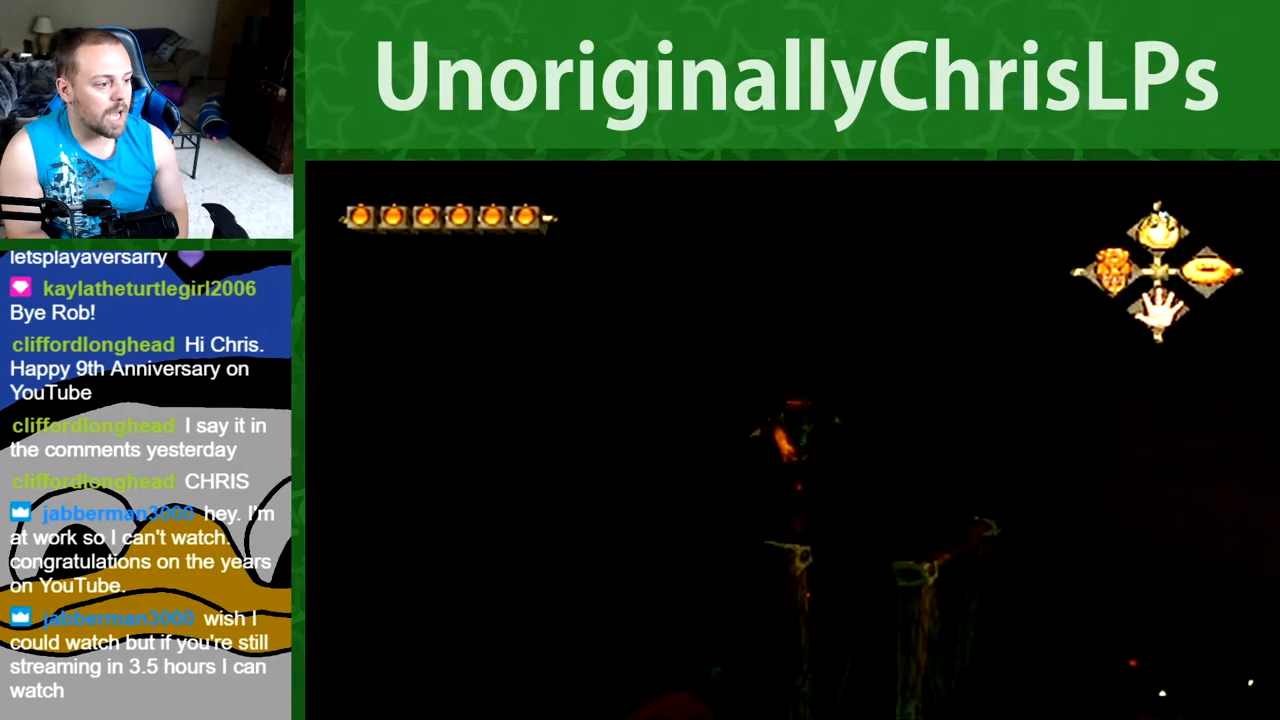 UnoriginallyChrisLPs
letsplayaversarry
kaylatheturtlegirl2006
Bye Rob!
cliffordlonghead Hi Chris.
Happy 9th Anniversary on
YouTube
cliffordlonghead I say it in
the comments yesterday
cliffordlonghead CHRIS
jabberman3000 hey. I'm
at work so I can't watch.
congratulations on the years
on YouTube.
jabberman3000 wish I
could watch but if you're still
streaming in 3.5 hours I can
watch